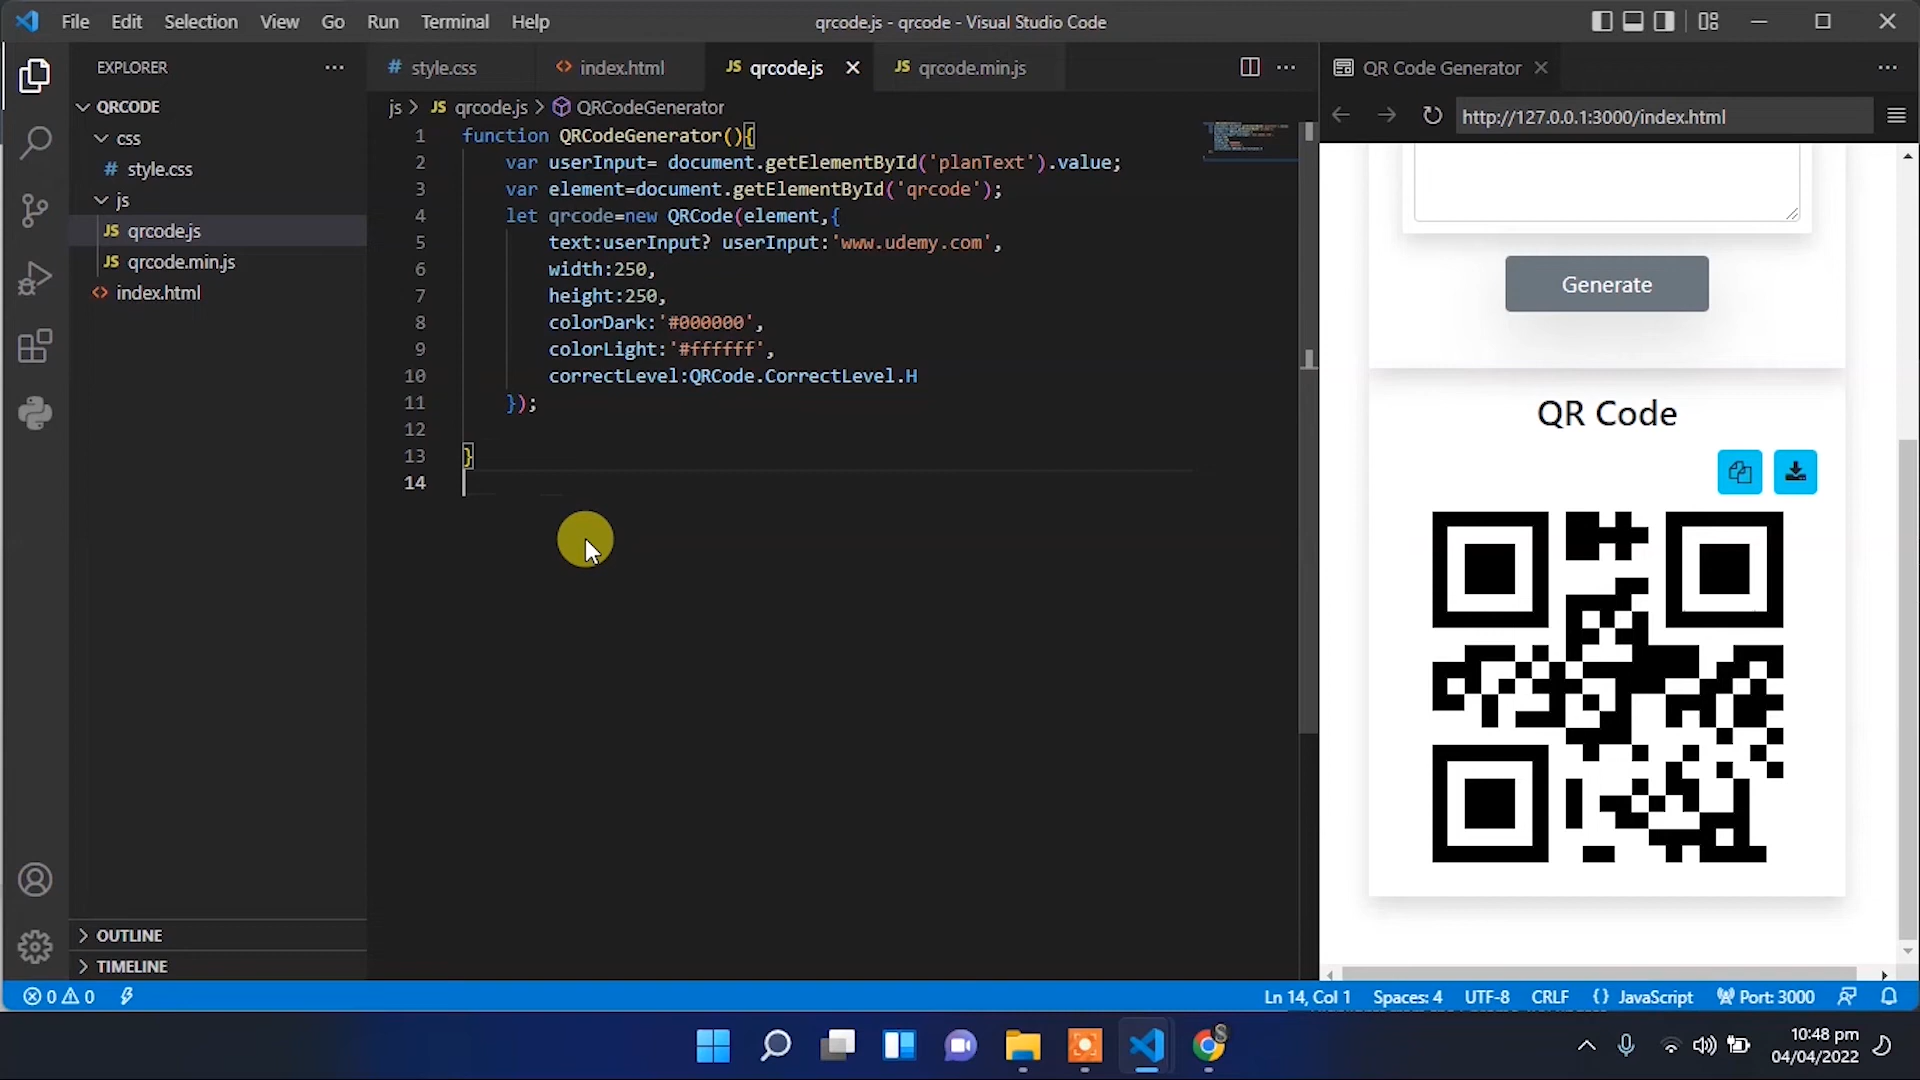 File Edit Selection View Go Run Terminal Help
qrcode.js - qrcode - Visual Studio Code
EXPLORER
QRCODE
css
# style.css
js
JS qrcode.js
JS qrcode.min.js
<> index.html
OUTLINE
TIMELINE
# style.css
<> index.html
JS qrcode.js
JS qrcode.min.js
js > JS qrcode.js > QRCodeGenerator
1 function QRCodeGenerator(){
2 var userInput= document.getElementById('planText').value;
3 var element=document.getElementById('qrcode');
4 let qrcode=new QRCode(element,{
5 text:userInput? userInput:'www.udemy.com',
6 width:250,
7 height:250,
8 colorDark:'#000000',
9 colorLight:'#ffffff',
10 correctLevel:QRCode.CorrectLevel.H
11 });
12
13 }
14
QR Code Generator
http://127.0.0.1:3000/index.html
Generate
QR Code
0 0
Ln 14, Col 1 Spaces: 4 UTF-8 CRLF {} JavaScript Port: 3000
S
10:48 pm
04/04/2022